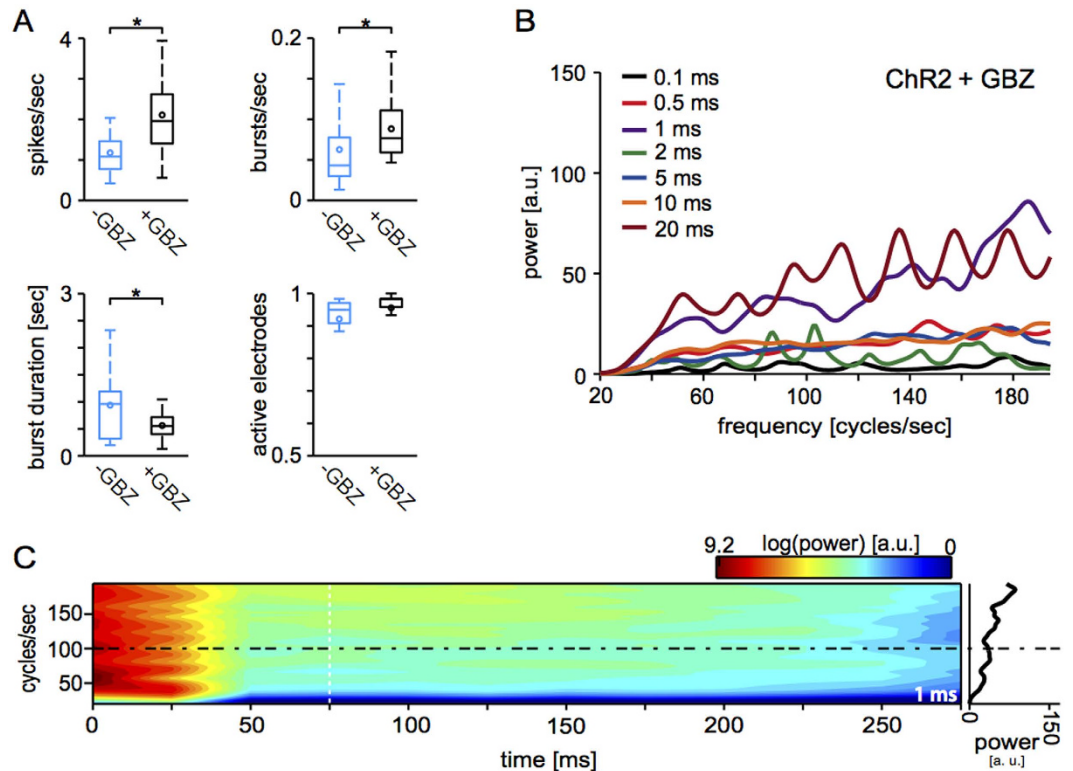 A
*
4
spikes/sec
0
-GBZ
+GBZ
*
0.2
bursts/sec
0
-GBZ
+GBZ
*
3
burst duration [sec]
0
-GBZ
+GBZ
1
active electrodes
0.5
-GBZ
+GBZ
B
150
100
50
0
power [a.u.]
0.1 ms
0.5 ms
1 ms
2 ms
5 ms
10 ms
20 ms
ChR2 + GBZ
20 60 100 140 180
frequency [cycles/sec]
C
9.2 log(power) [a.u.] 0
150
100
50
cycles/sec
1 ms
0 50 75 100 150 200 250
time [ms]
0 150
power
[a. u.]